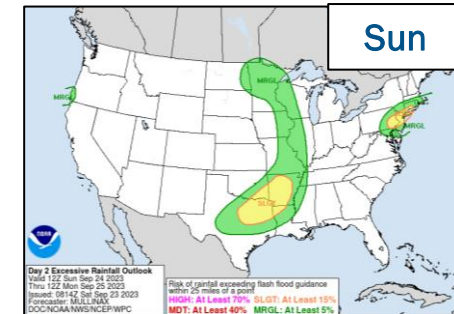 Sun
MRGL
MRGL
MRGL
SLGT
Day 2 Excessive Rainfall Outlook
Valid 12Z Sun Sep 24 2023
Thru 12Z Mon Sep 25 2023
Issued: 0814Z Sat Sep 23 2023
Forecaster: MULLINAX
DOC/NOAA/NWS/NCEP/WPC
Risk of rainfall exceeding flash flood guidance
within 25 miles of a point
HIGH: At Least 70% SLGT: At Least 15%
MDT: At Least 40% MRGL: At Least 5%